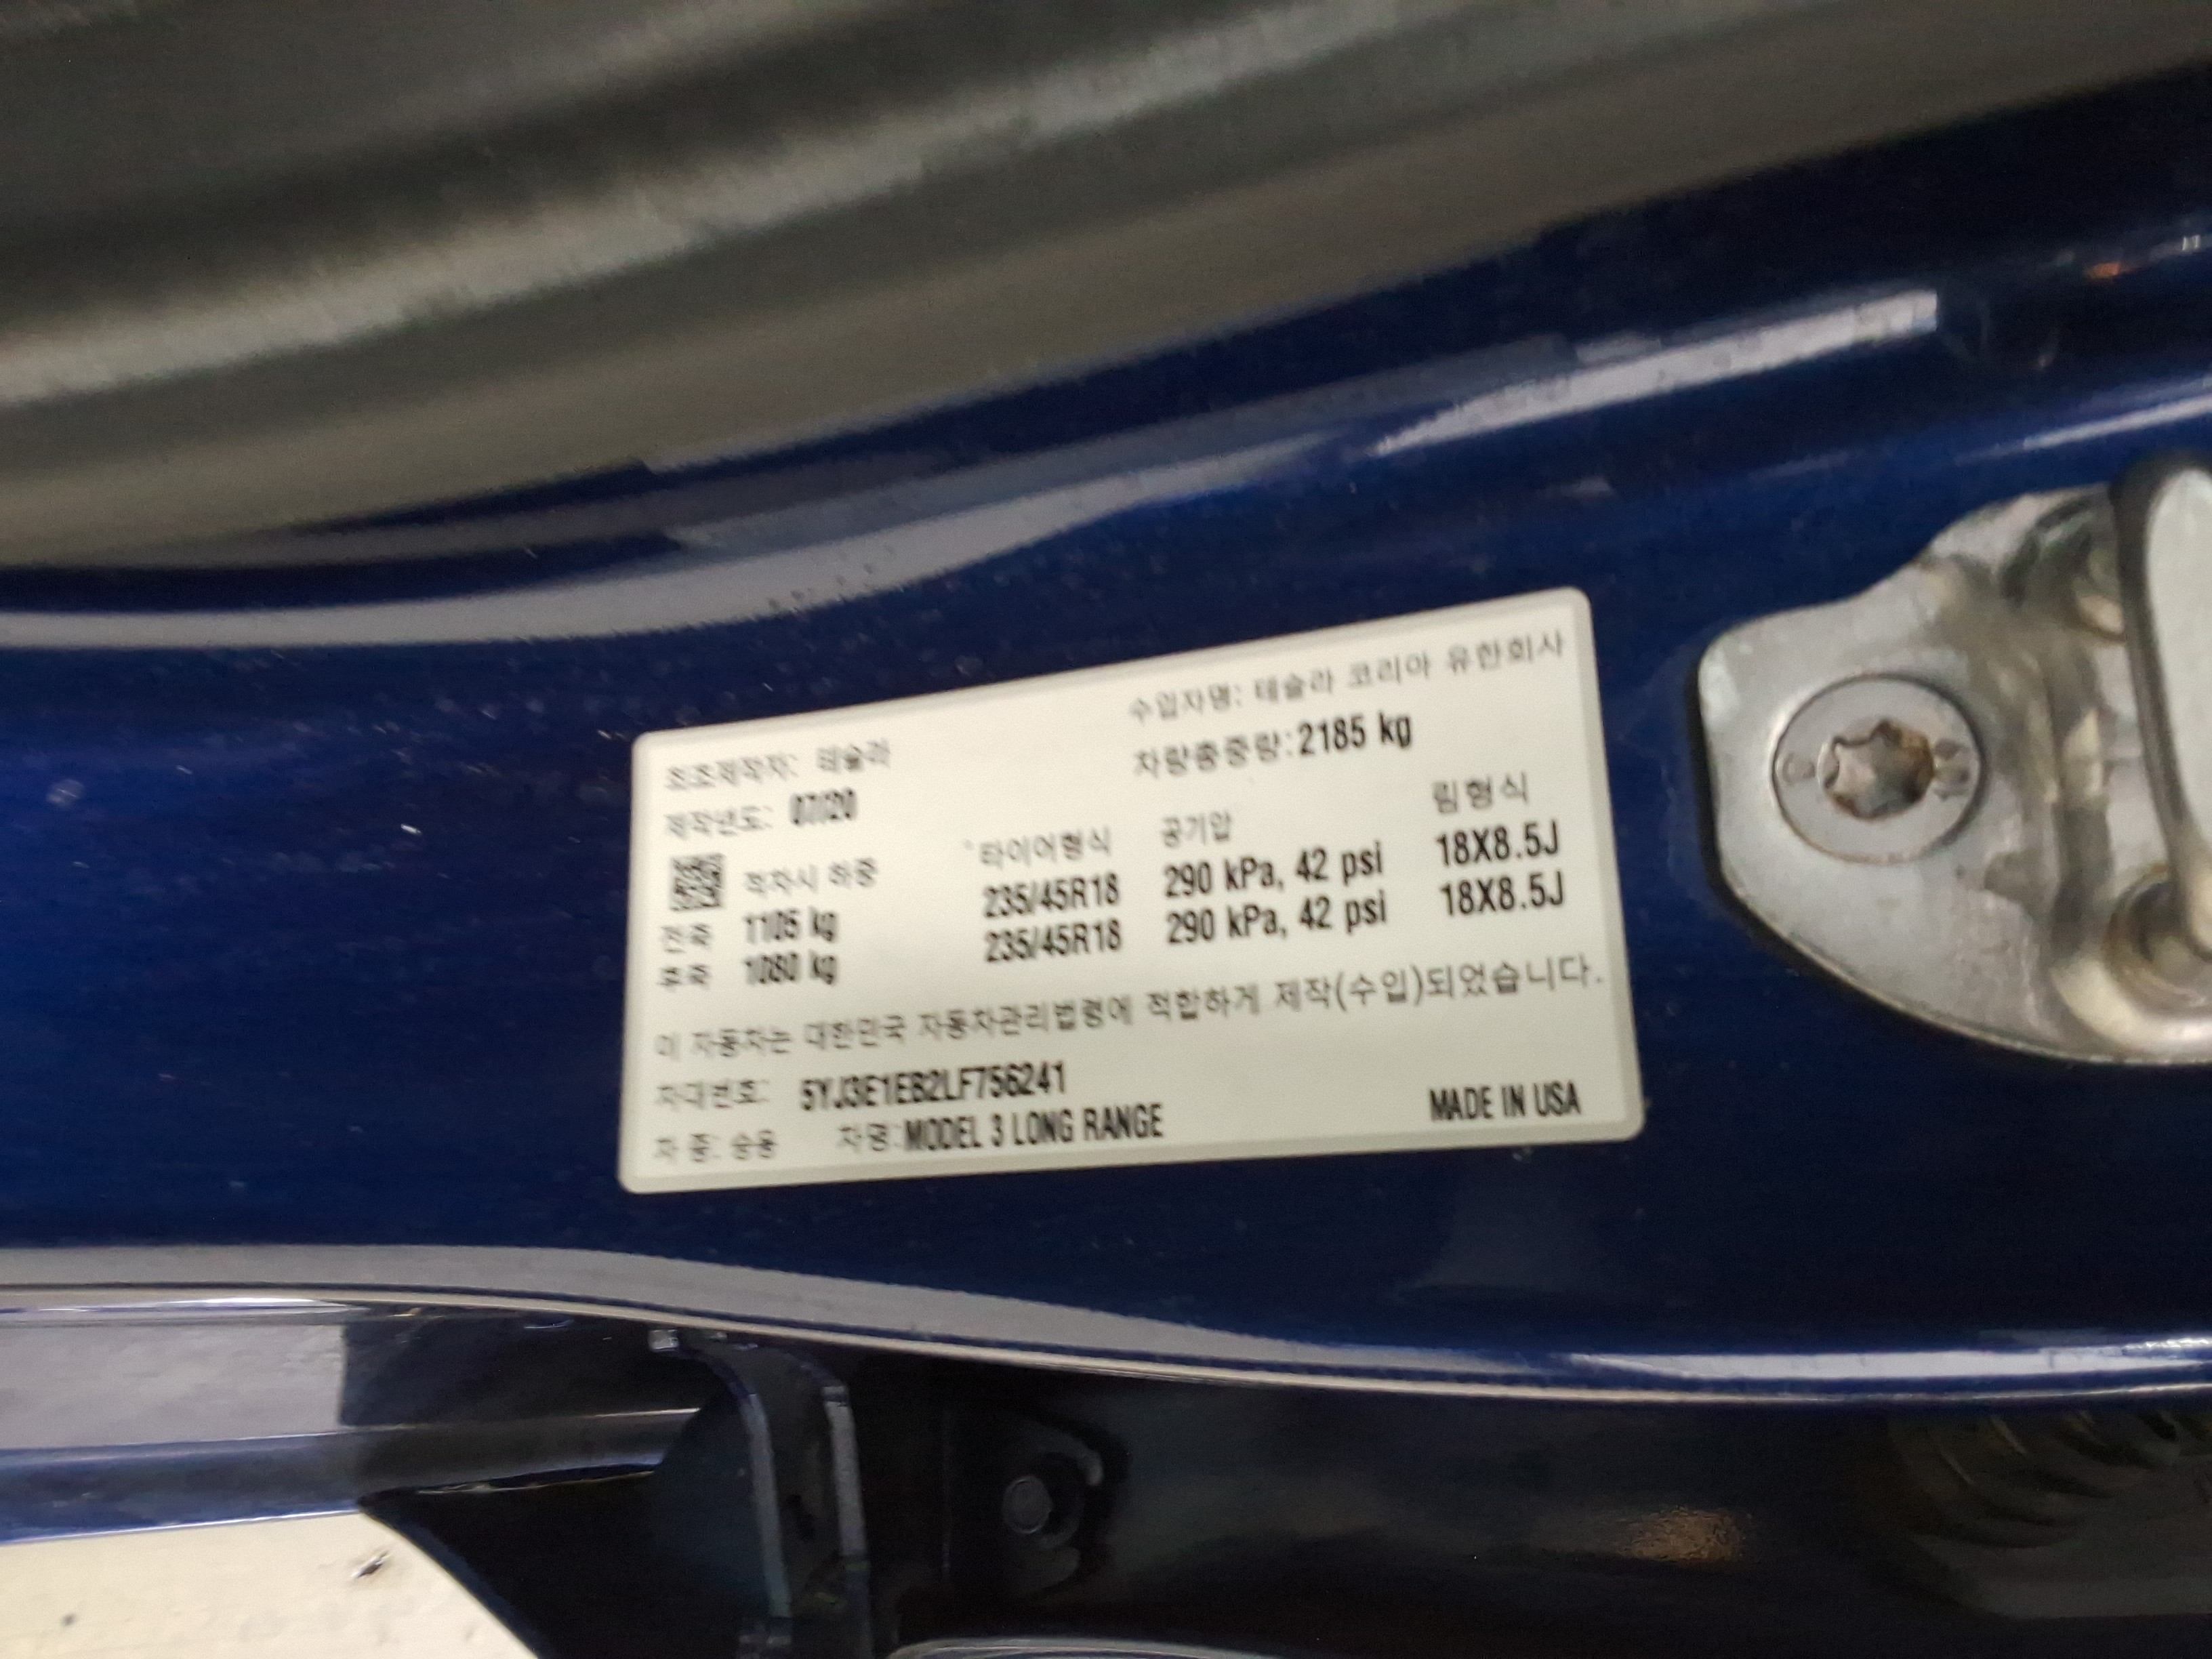 최초제작자: 테슬라 수입자명: 테슬라 코리아 유한회사
제작년도: 07/20 차량총중량: 2185 kg
적차시 하중 타이어형식 공기압 림형식
전축 1105 kg 235/45R18 290 kPa, 42 psi 18X8.5J
후축 1080 kg 235/45R18 290 kPa, 42 psi 18X8.5J
이 자동차는 대한민국 자동차관리법령에 적합하게 제작(수입)되었습니다.
차대번호: 5YJ3E1EB2LF756241
차종: 승용 차명: MODEL 3 LONG RANGE MADE IN USA